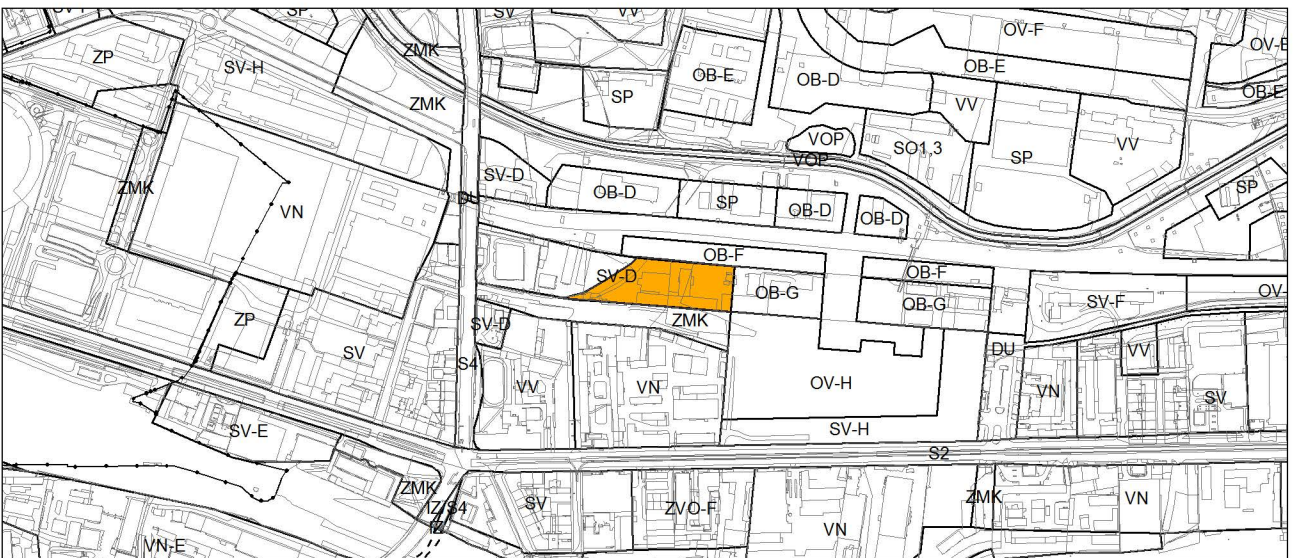 SV
VV
OV-F
SP
ZMK
ZP
SV-H
OB-E
OB-D
OB-E
OB-E
ZMK
SP
VV
VOP
SO1,3
VV
VOP
SP
ZMK
SV-D
OB-D
SP
DU
SP
OB-D
OB-D
VN
OB-F
SV-D
OB-F
OB-G
OB-G
SV-F
OV-
ZP
SV-D
ZMK
SV
DU
VV
S4
VN
VV
OV-H
VN
SV
SV-E
SV-H
S2
ZMK
IZ/S4
IZ
SV
ZVO-F
ZMK
VN
VN
VN-E